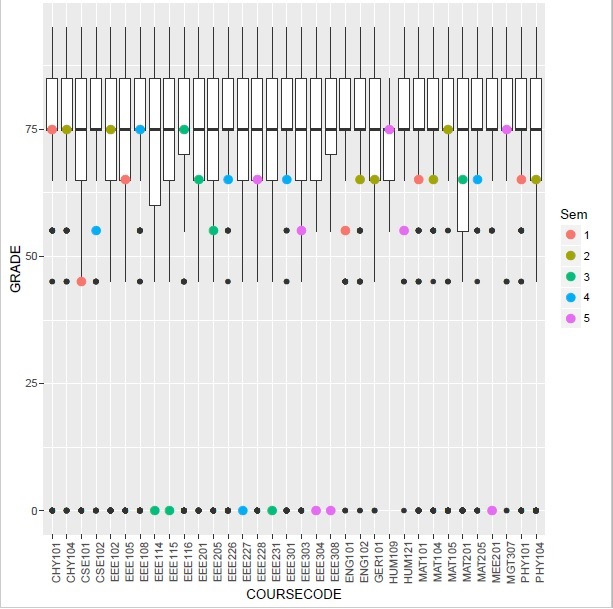 GRADE
75
50
25
0
Sem
1
2
3
4
5
CHY101
CHY104
CSE101
CSE102
EEE102
EEE105
EEE108
EEE114
EEE115
EEE116
EEE201
EEE205
EEE226
EEE227
EEE228
EEE231
EEE301
EEE303
EEE304
EEE308
ENG101
ENG102
GER101
HUM109
HUM121
MAT101
MAT104
MAT105
MAT201
MAT205
MEE201
MGT307
PHY101
PHY104
COURSECODE